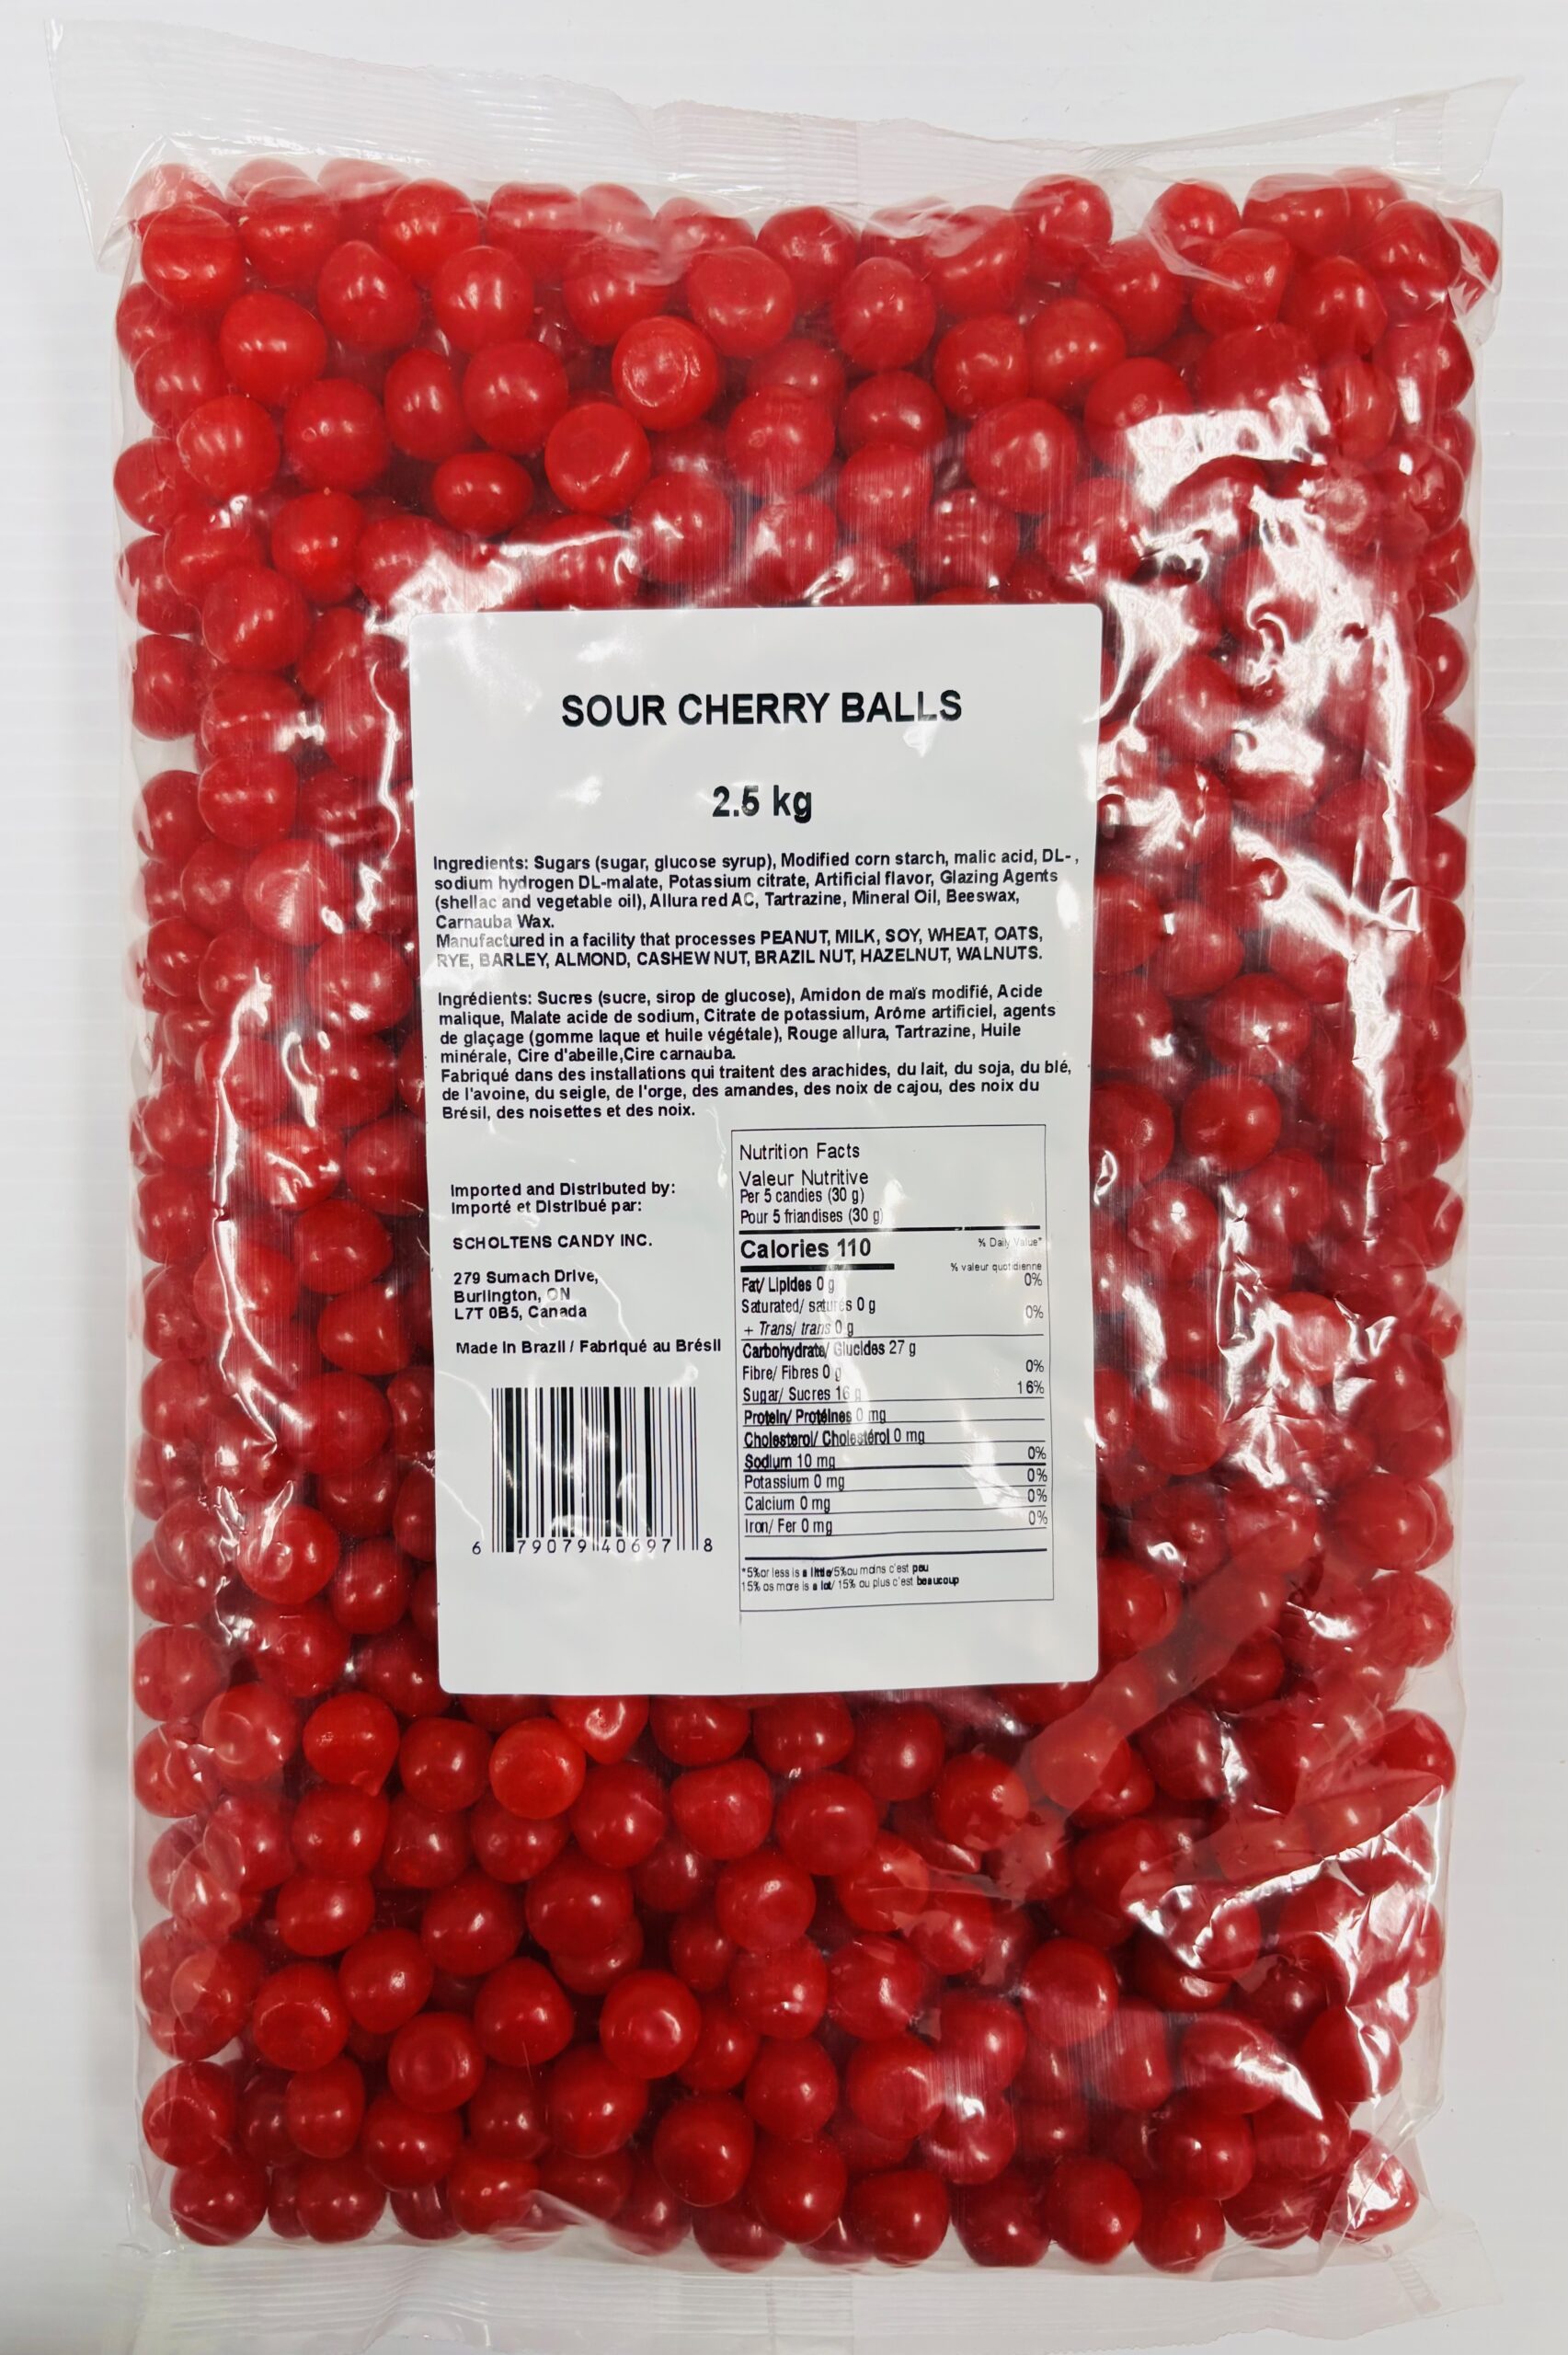 SOUR CHERRY BALLS
2.5 kg
Ingredients: Sugars (sugar, glucose syrup), Modified corn starch, malic acid, DL- ,
sodium hydrogen DL-malate, Potassium citrate, Artificial flavor, Glazing Agents
(shellac and vegetable oil), Allura red AC, Tartrazine, Mineral Oil, Beeswax,
Carnauba Wax.
Manufactured in a facility that processes PEANUT, MILK, SOY, WHEAT, OATS,
RYE, BARLEY, ALMOND, CASHEW NUT, BRAZIL NUT, HAZELNUT, WALNUTS.
Ingrédients: Sucres (sucre, sirop de glucose), Amidon de maïs modifié, Acide
malique, Malate acide de sodium, Citrate de potassium, Arôme artificiel, agents
de glaçage (gomme laque et huile végétale), Rouge allura, Tartrazine, Huile
minérale, Cire d'abeille,Cire carnauba.
Fabriqué dans des installations qui traitent des arachides, du lait, du soja, du blé,
de l'avoine, du seigle, de l'orge, des amandes, des noix de cajou, des noix du
Brésil, des noisettes et des noix.
Imported and Distributed by:
Importé et Distribué par:
SCHOLTENS CANDY INC.
279 Sumach Drive,
Burlington, ON
L7T 0B5, Canada
Made in Brazil / Fabriqué au Brésil
6 79079 40697 8
Nutrition Facts
Valeur Nutritive
Per 5 candies (30 g)
Pour 5 friandises (30 g)
Calories 110 % Daily Value*
% valeur quotidienne
Fat/ Lipides 0 g 0%
Saturated/ saturés 0 g 0%
+ Trans/ trans 0 g
Carbohydrate/ Glucides 27 g
Fibre/ Fibres 0 g 0%
Sugar/ Sucres 16 g 16%
Protein/ Protéines 0 mg
Cholesterol/ Cholestérol 0 mg
Sodium 10 mg 0%
Potassium 0 mg 0%
Calcium 0 mg 0%
Iron/ Fer 0 mg 0%
*5%or less is a little/5%ou moins c'est peu
15% os more is a lot/ 15% ou plus c'est beaucoup